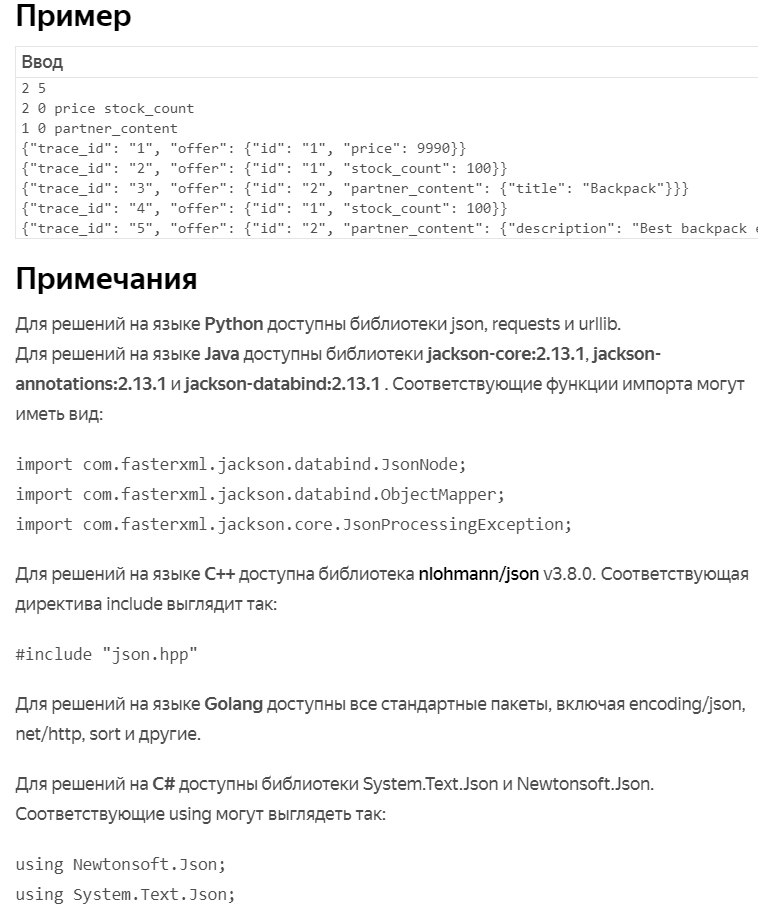 Пример
Ввод
2 5
2 0 price stock_count
1 0 partner_content
{"trace_id": "1", "offer": {"id": "1", "price": 9990}}
{"trace_id": "2", "offer": {"id": "1", "stock_count": 100}}
{"trace_id": "3", "offer": {"id": "2", "partner_content": {"title": "Backpack"}}}
{"trace_id": "4", "offer": {"id": "1", "stock_count": 100}}
{"trace_id": "5", "offer": {"id": "2", "partner_content": {"description": "Best backpack
Примечания
Для решений на языке Python доступны библиотеки json, requests и urllib.
Для решений на языке Java доступны библиотеки jackson-core:2.13.1, jackson-
annotations:2.13.1 и jackson-databind:2.13.1 . Соответствующие функции импорта могут
иметь вид:
import com.fasterxml.jackson.databind.JsonNode;
import com.fasterxml.jackson.databind.ObjectMapper;
import com.fasterxml.jackson.core.JsonProcessingException;
Для решений на языке C++ доступна библиотека nlohmann/json v3.8.0. Соответствующая
директива include выглядит так:
#include "json.hpp"
Для решений на языке Golang доступны все стандартные пакеты, включая encoding/json,
net/http, sort и другие.
Для решений на C# доступны библиотеки System.Text.Json и Newtonsoft.Json.
Соответствующие using могут выглядеть так:
using Newtonsoft.Json;
using System.Text.Json;